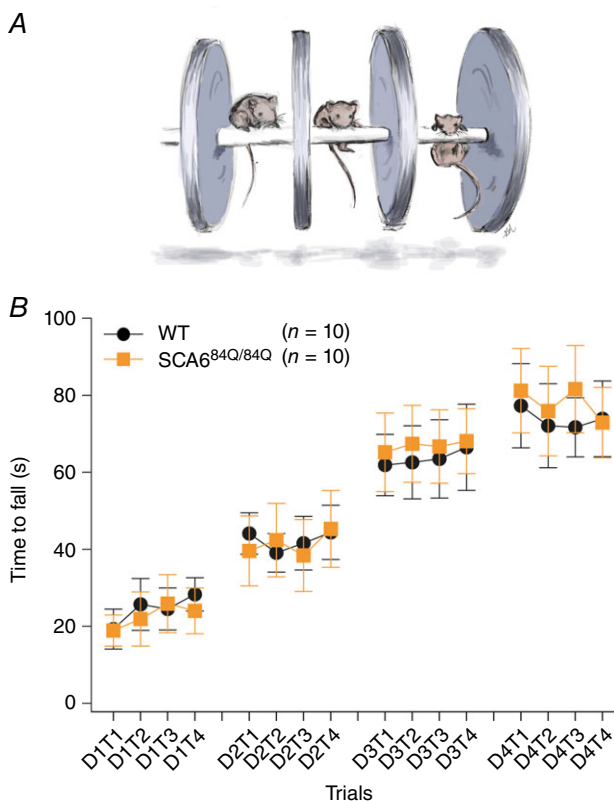 A
B
100
80
60
40
20
0
Time to fall (s)
WT (n = 10)
SCA6^84Q/84Q (n = 10)
D1T1 D1T2 D1T3 D1T4 D2T1 D2T2 D2T3 D2T4 D3T1 D3T2 D3T3 D3T4 D4T1 D4T2 D4T3 D4T4
Trials